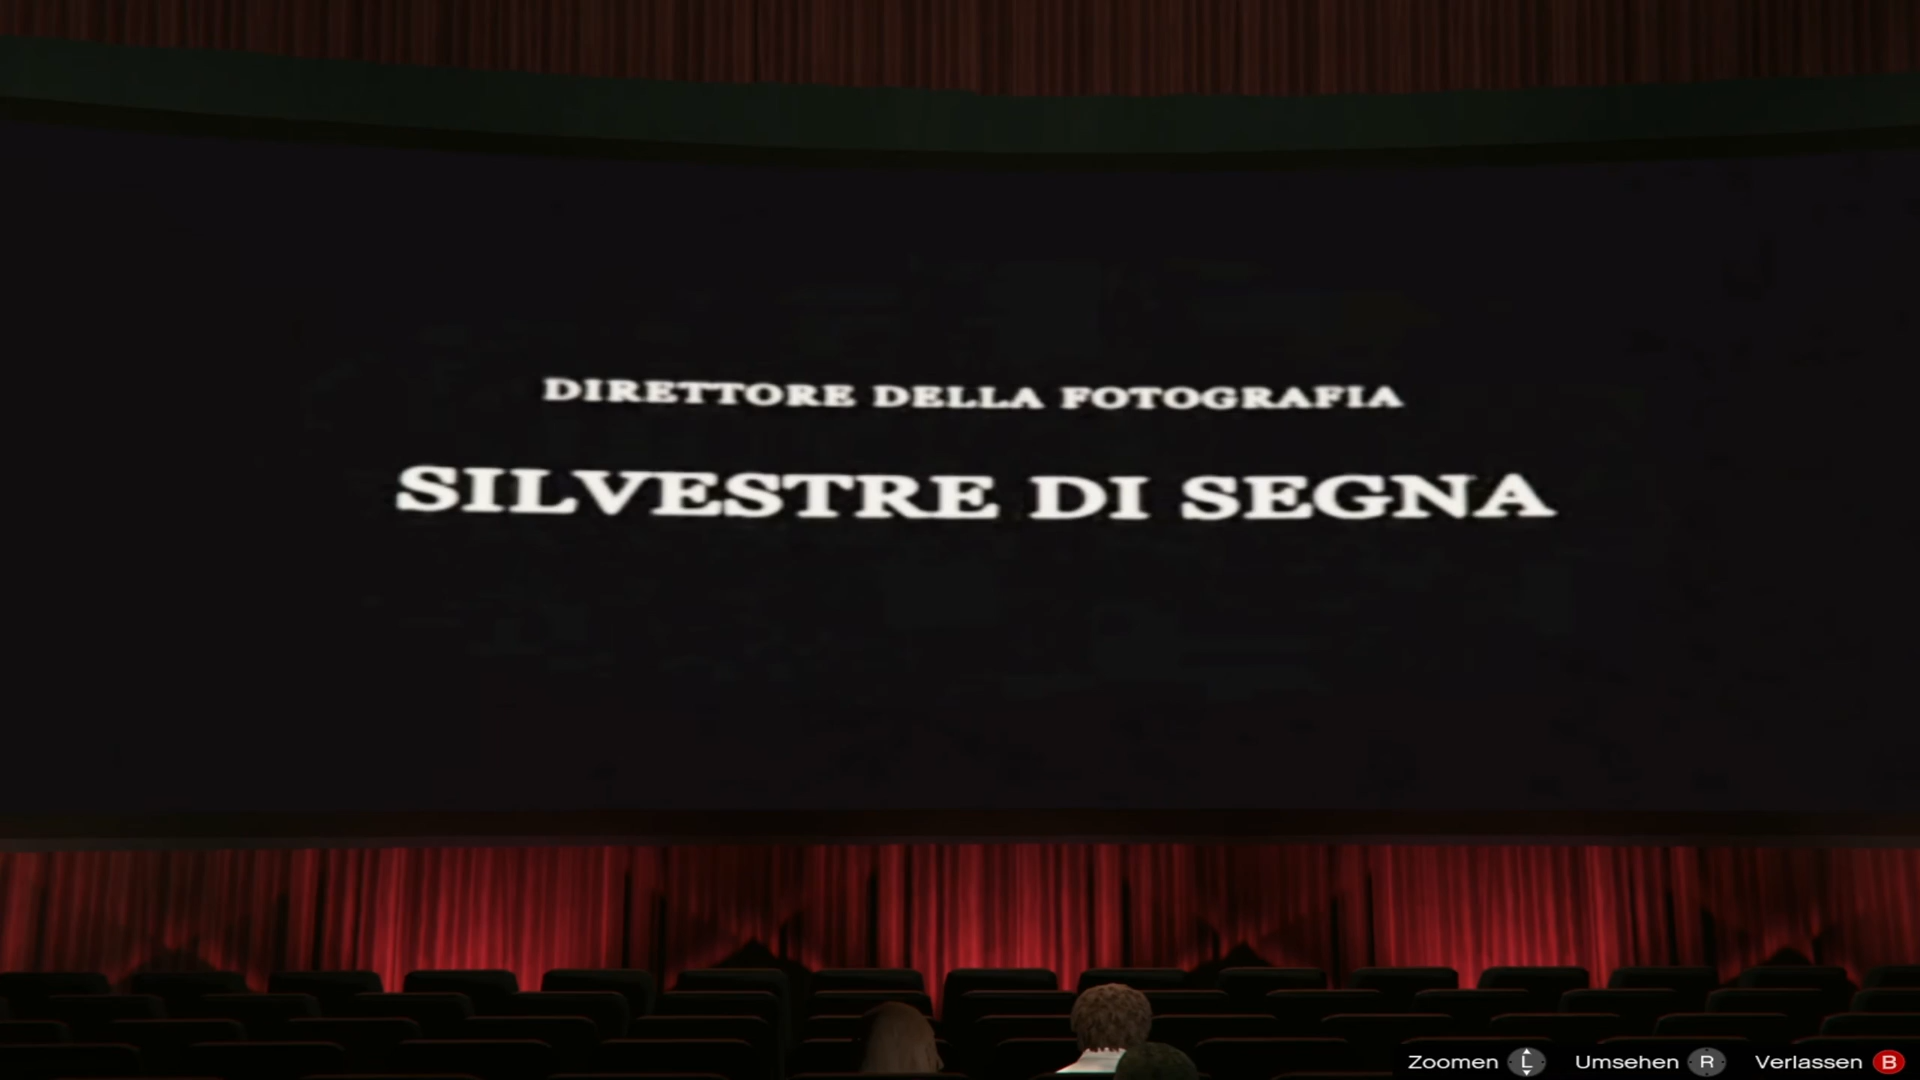 DIRETTORE DELLA FOTOGRAFIA
SILVESTRE DI SEGNA
Zoomen L Umsehen R Verlassen B